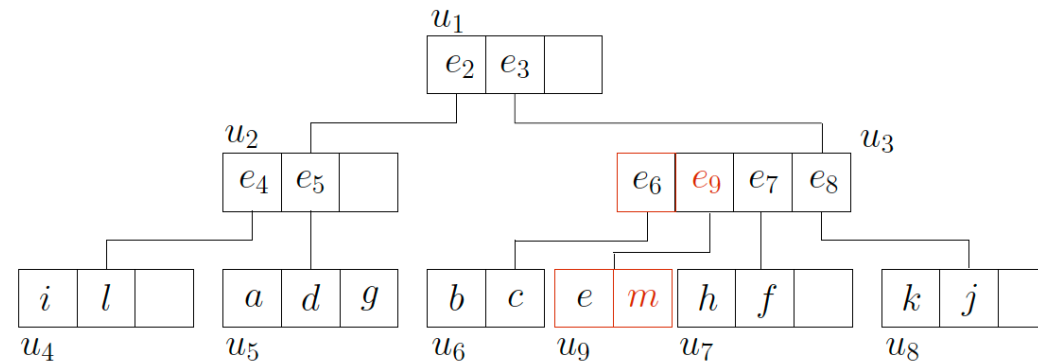 u₁
e₂ e₃
u₂ u₃
e₄ e₅ e₆ e₉ e₇ e₈
i l a d g b c e m h f k j
u₄ u₅ u₆ u₉ u₇ u₈